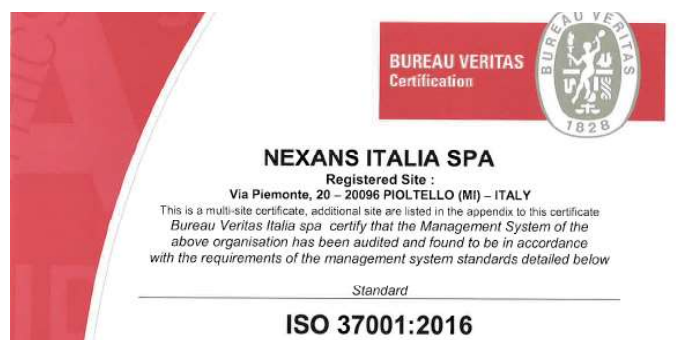 BUREAU VERITAS
Certification
BUREAU VERITAS
1828
NEXANS ITALIA SPA
Registered Site :
Via Piemonte, 20 – 20096 PIOLTELLO (MI) – ITALY
This is a multi-site certificate, additional site are listed in the appendix to this certificate
Bureau Veritas Italia spa certify that the Management System of the
above organisation has been audited and found to be in accordance
with the requirements of the management system standards detailed below
Standard
ISO 37001:2016